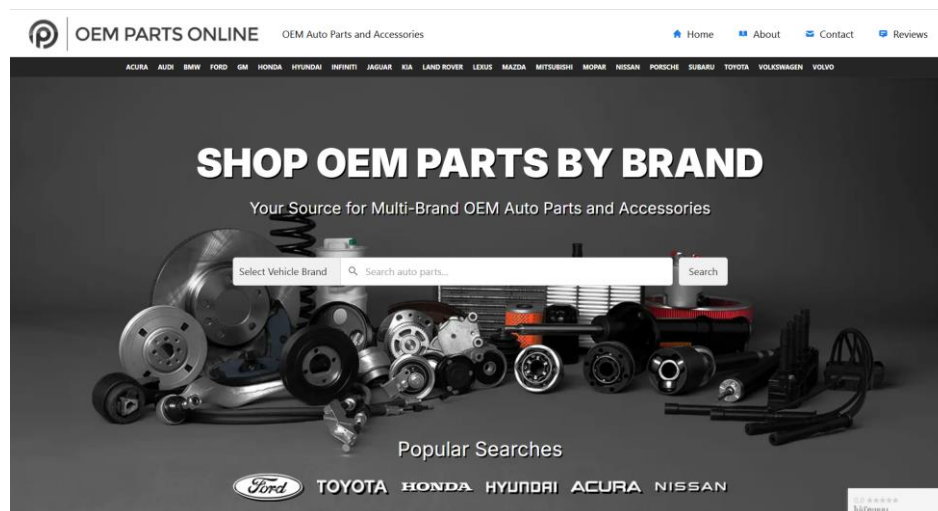 OEM PARTS ONLINE
OEM Auto Parts and Accessories
Home
About
Contact
Reviews
ACURA AUDI BMW FORD GM HONDA HYUNDAI INFINITI JAGUAR KIA LAND ROVER LEXUS MAZDA MITSUBISHI MOPAR NISSAN PORSCHE SUBARU TOYOTA VOLKSWAGEN VOLVO
SHOP OEM PARTS BY BRAND
Your Source for Multi-Brand OEM Auto Parts and Accessories
Select Vehicle Brand
Search auto parts...
Search
Popular Searches
Ford TOYOTA HONDA HYUNDAI ACURA NISSAN
0.0